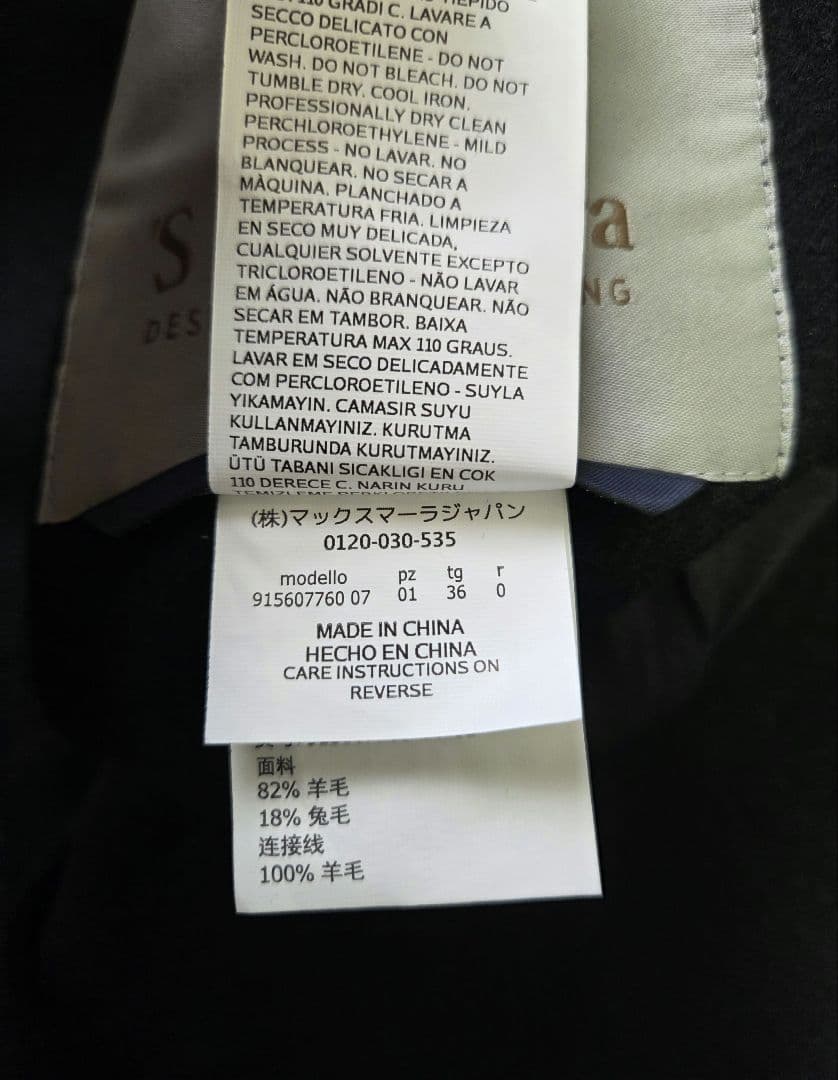 110 GRADI C. LAVARE A
SECCO DELICATO CON
PERCLOROETILENE - DO NOT
WASH. DO NOT BLEACH. DO NOT
TUMBLE DRY. COOL IRON.
PROFESSIONALLY DRY CLEAN
PERCHLOROETHYLENE - MILD
PROCESS - NO LAVAR. NO
BLANQUEAR. NO SECAR A
MÀQUINA. PLANCHADO A
TEMPERATURA FRIA. LIMPIEZA
EN SECO MUY DELICADA,
CUALQUIER SOLVENTE EXCEPTO
TRICLOROETILENO - NÃO LAVAR
EM ÁGUA. NÃO BRANQUEAR. NÃO
SECAR EM TAMBOR. BAIXA
TEMPERATURA MAX 110 GRAUS.
LAVAR EM SECO DELICADAMENTE
COM PERCLOROETILENO - SUYLA
YIKAMAYIN. CAMASIR SUYU
KULLANMAYINIZ. KURUTMA
TAMBURUNDA KURUTMAYINIZ.
ÜTÜ TABANI SICAKLIGI EN COK
110 DERECE C. NARIN KURU
'S a
DES NG
(株)マックスマーラジャパン
0120-030-535
modello pz tg r
915607760 07 01 36 0
MADE IN CHINA
HECHO EN CHINA
CARE INSTRUCTIONS ON
REVERSE
面料
82% 羊毛
18% 兔毛
连接线
100% 羊毛